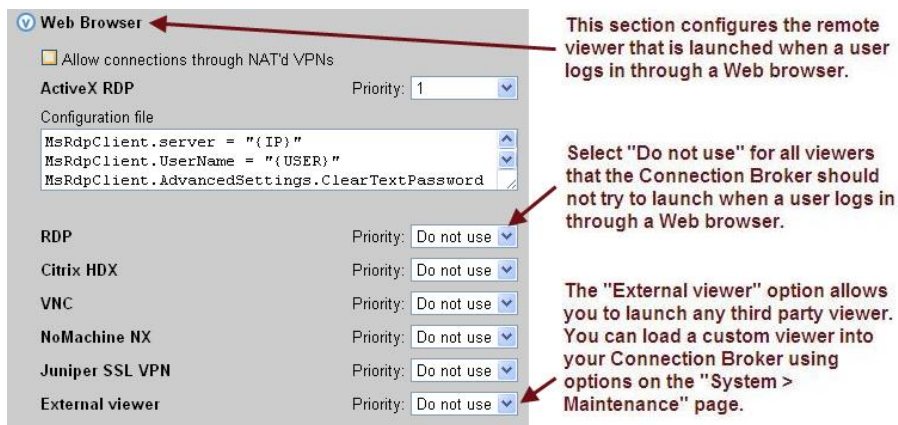 Web Browser
Allow connections through NAT'd VPNs
ActiveX RDP Priority: 1
Configuration file
MsRdpClient.server = "{IP}"
MsRdpClient.UserName = "{USER}"
MsRdpClient.AdvancedSettings.ClearTextPassword
RDP Priority: Do not use
Citrix HDX Priority: Do not use
VNC Priority: Do not use
NoMachine NX Priority: Do not use
Juniper SSL VPN Priority: Do not use
External viewer Priority: Do not use
This section configures the remote
viewer that is launched when a user
logs in through a Web browser.
Select "Do not use" for all viewers
that the Connection Broker should
not try to launch when a user logs in
through a Web browser.
The "External viewer" option allows
you to launch any third party viewer.
You can load a custom viewer into
your Connection Broker using
options on the "System >
Maintenance" page.